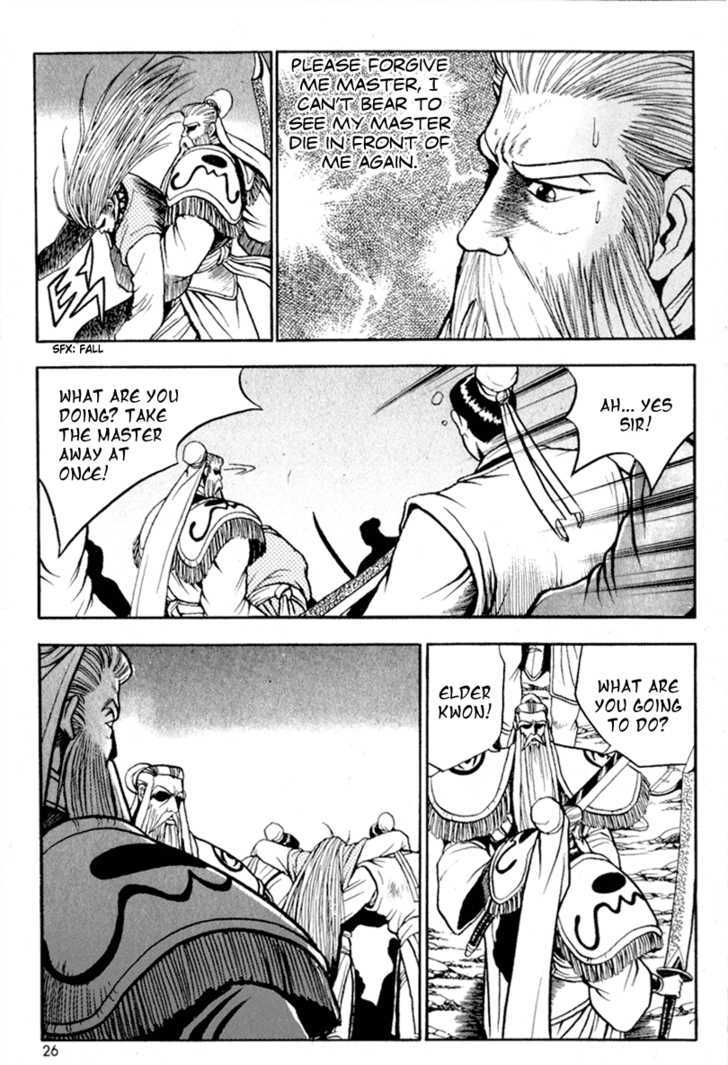 PLEASE FORGIVE
ME MASTER, I
CAN'T BEAR TO
SEE MY MASTER
DIE IN FRONT OF
ME AGAIN.
SFX: FALL
WHAT ARE YOU
DOING? TAKE
THE MASTER
AWAY AT
ONCE!
AH... YES
SIR!
ELDER
KWON!
WHAT ARE
YOU GOING
TO DO?
26